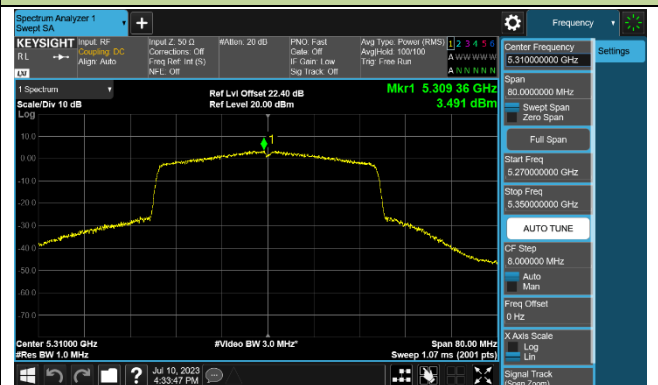 Spectrum Analyzer 1
Swept SA
Frequency
KEYSIGHT
RL
LXI
Input: RF
Coupling: DC
Align: Auto
Input Z: 50 Ω
Corrections: Off
Freq Ref: Int (S)
NFE: Off
#Atten: 20 dB
PNO: Fast
Gate: Off
IF Gain: Low
Sig Track: Off
Avg Type: Power (RMS)
Avg|Hold: 100/100
Trig: Free Run
1 2 3 4 5 6
A W W W W W
A N N N N N
1 Spectrum
Scale/Div 10 dB
Log
Ref Lvl Offset 22.40 dB
Ref Level 20.00 dBm
Mkr1 5.309 36 GHz
3.491 dBm
10.0
0.00
-10.0
-20.0
-30.0
-40.0
-50.0
-60.0
-70.0
1
Center 5.31000 GHz
#Res BW 1.0 MHz
#Video BW 3.0 MHz*
Span 80.00 MHz
Sweep 1.07 ms (2001 pts)
Jul 10, 2023
4:33:47 PM
Center Frequency
5.310000000 GHz
Settings
Span
80.0000000 MHz
Swept Span
Zero Span
Full Span
Start Freq
5.270000000 GHz
Stop Freq
5.350000000 GHz
AUTO TUNE
CF Step
8.000000 MHz
Auto
Man
Freq Offset
0 Hz
X Axis Scale
Log
Lin
Signal Track
(Span Zoom)